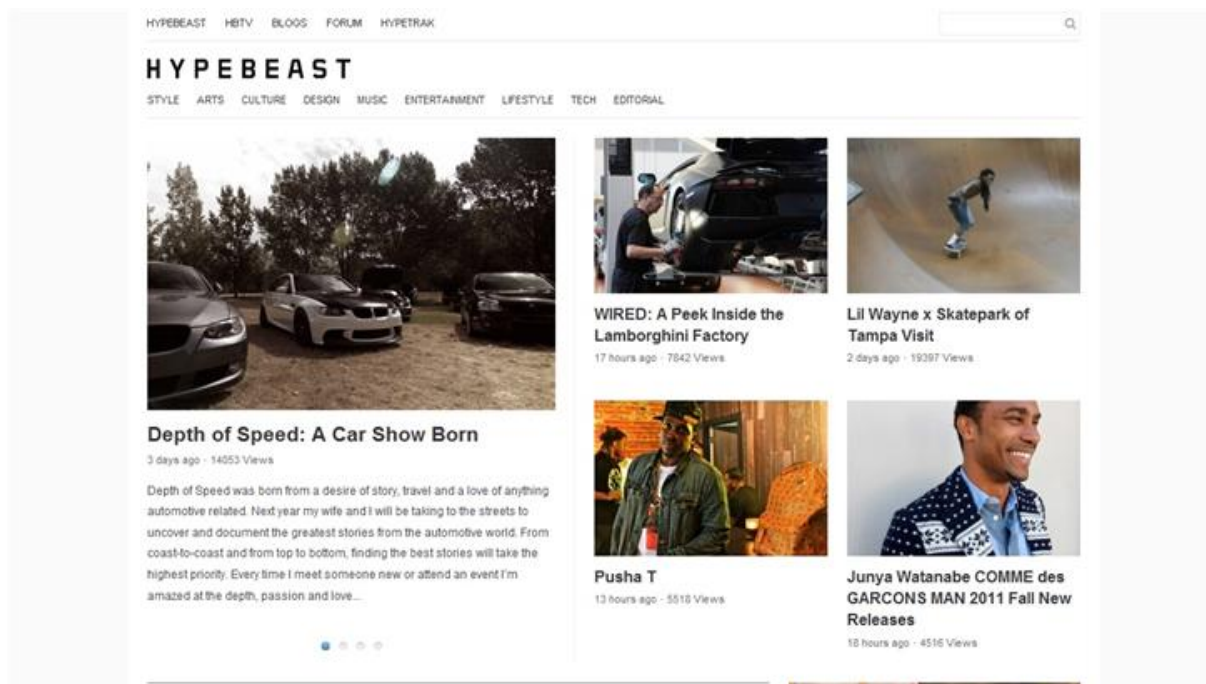 HYPEBEAST HBTV BLOGS FORUM HYPETRAK
HYPEBEAST
STYLE ARTS CULTURE DESIGN MUSIC ENTERTAINMENT LIFESTYLE TECH EDITORIAL
Depth of Speed: A Car Show Born
3 days ago · 14053 Views
Depth of Speed was born from a desire of story, travel and a love of anything
automotive related. Next year my wife and I will be taking to the streets to
uncover and document the greatest stories from the automotive world. From
coast-to-coast and from top to bottom, finding the best stories will take the
highest priority. Every time I meet someone new or attend an event I'm
amazed at the depth, passion and love...
WIRED: A Peek Inside the
Lamborghini Factory
17 hours ago · 7842 Views
Lil Wayne x Skatepark of
Tampa Visit
2 days ago · 19397 Views
Pusha T
13 hours ago · 5518 Views
Junya Watanabe COMME des
GARCONS MAN 2011 Fall New
Releases
18 hours ago · 4516 Views